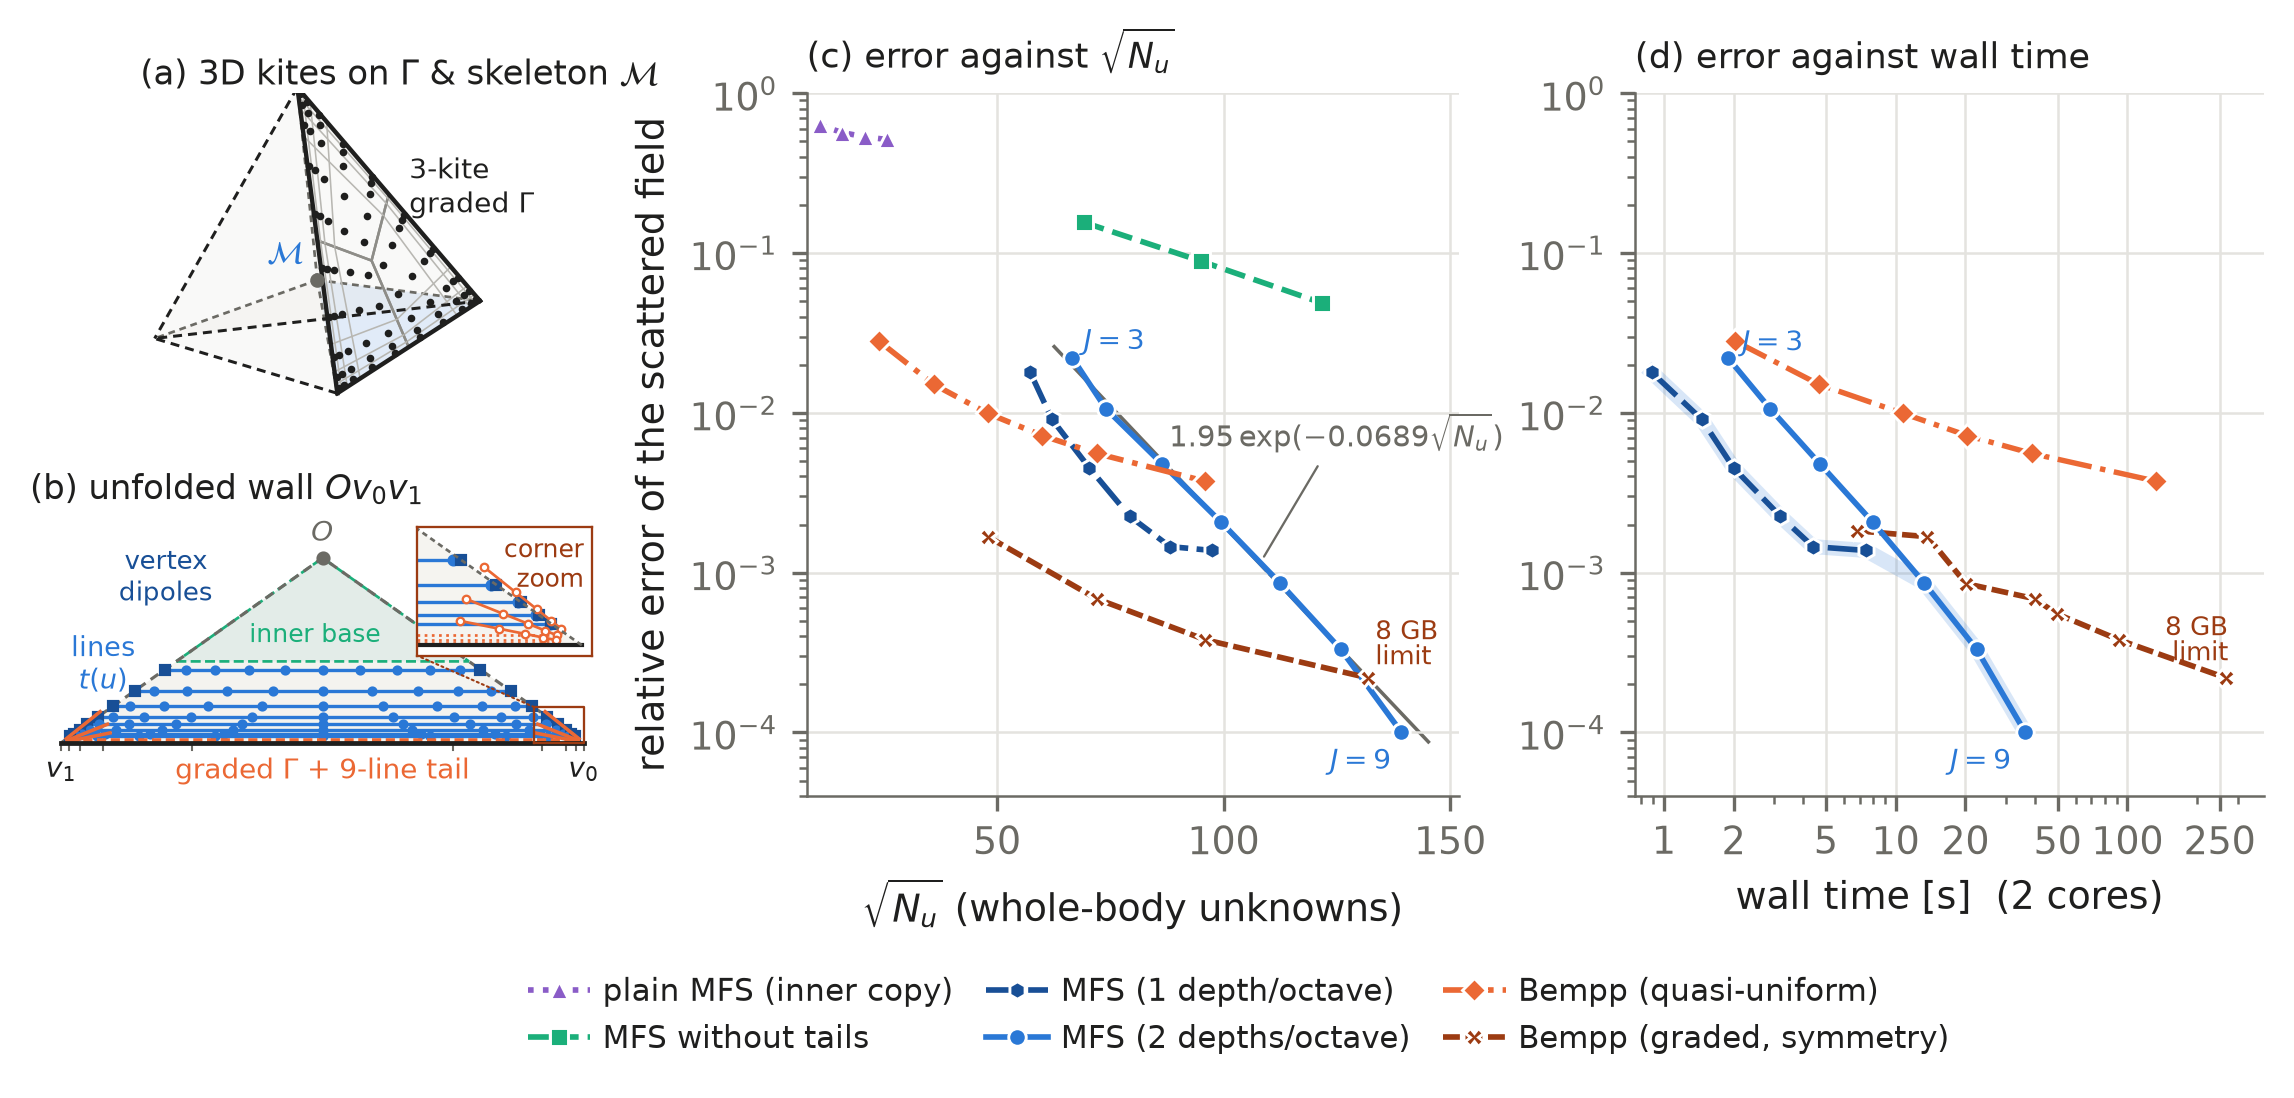 (a) 3D kites on Γ & skeleton ℳ
3-kite
graded Γ
ℳ
(b) unfolded wall Ov₀v₁
O
vertex
dipoles
corner
zoom
inner base
lines
t(u)
v₁
v₀
graded Γ + 9-line tail
(c) error against √Nᵤ
relative error of the scattered field
10⁰
10⁻¹
10⁻²
10⁻³
10⁻⁴
J = 3
1.95 exp(−0.0689√Nᵤ)
8 GB
limit
J = 9
50
100
150
√Nᵤ (whole-body unknowns)
(d) error against wall time
10⁰
10⁻¹
10⁻²
10⁻³
10⁻⁴
J = 3
8 GB
limit
J = 9
1
2
5
10
20
50
100
250
wall time [s] (2 cores)
plain MFS (inner copy)
MFS without tails
MFS (1 depth/octave)
MFS (2 depths/octave)
Bempp (quasi-uniform)
Bempp (graded, symmetry)